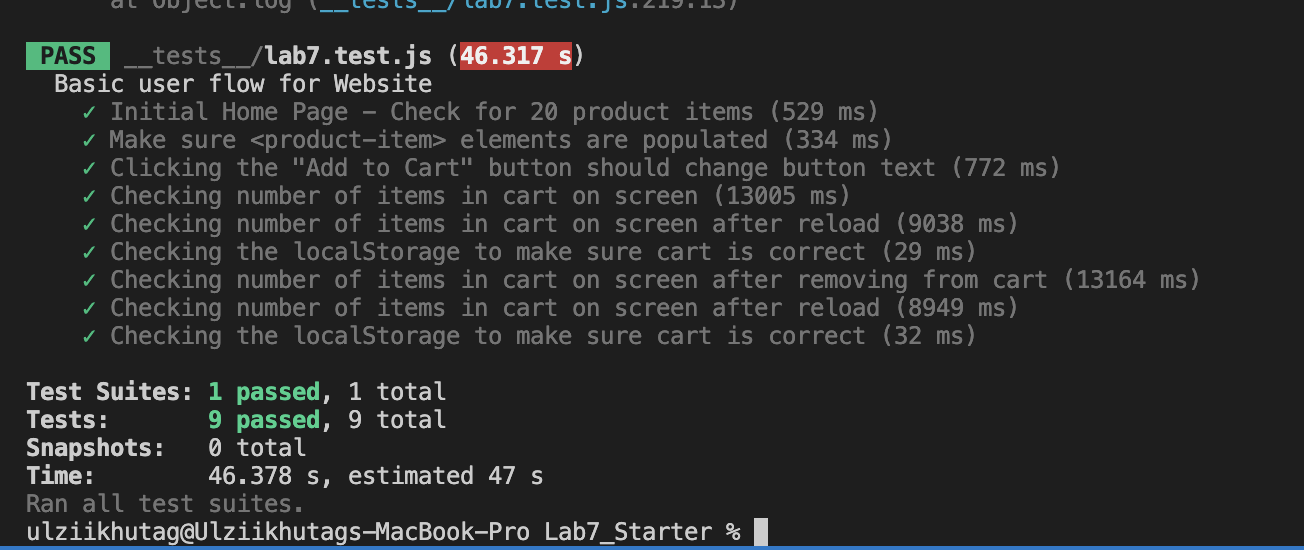 at Object.log (__tests__/lab7.test.js:219:13)
PASS __tests__/lab7.test.js (46.317 s)
Basic user flow for Website
✓ Initial Home Page – Check for 20 product items (529 ms)
✓ Make sure <product-item> elements are populated (334 ms)
✓ Clicking the "Add to Cart" button should change button text (772 ms)
✓ Checking number of items in cart on screen (13005 ms)
✓ Checking number of items in cart on screen after reload (9038 ms)
✓ Checking the localStorage to make sure cart is correct (29 ms)
✓ Checking number of items in cart on screen after removing from cart (13164 ms)
✓ Checking number of items in cart on screen after reload (8949 ms)
✓ Checking the localStorage to make sure cart is correct (32 ms)
Test Suites: 1 passed, 1 total
Tests: 9 passed, 9 total
Snapshots: 0 total
Time: 46.378 s, estimated 47 s
Ran all test suites.
ulziikhutag@Ulziikhutags-MacBook-Pro Lab7_Starter %